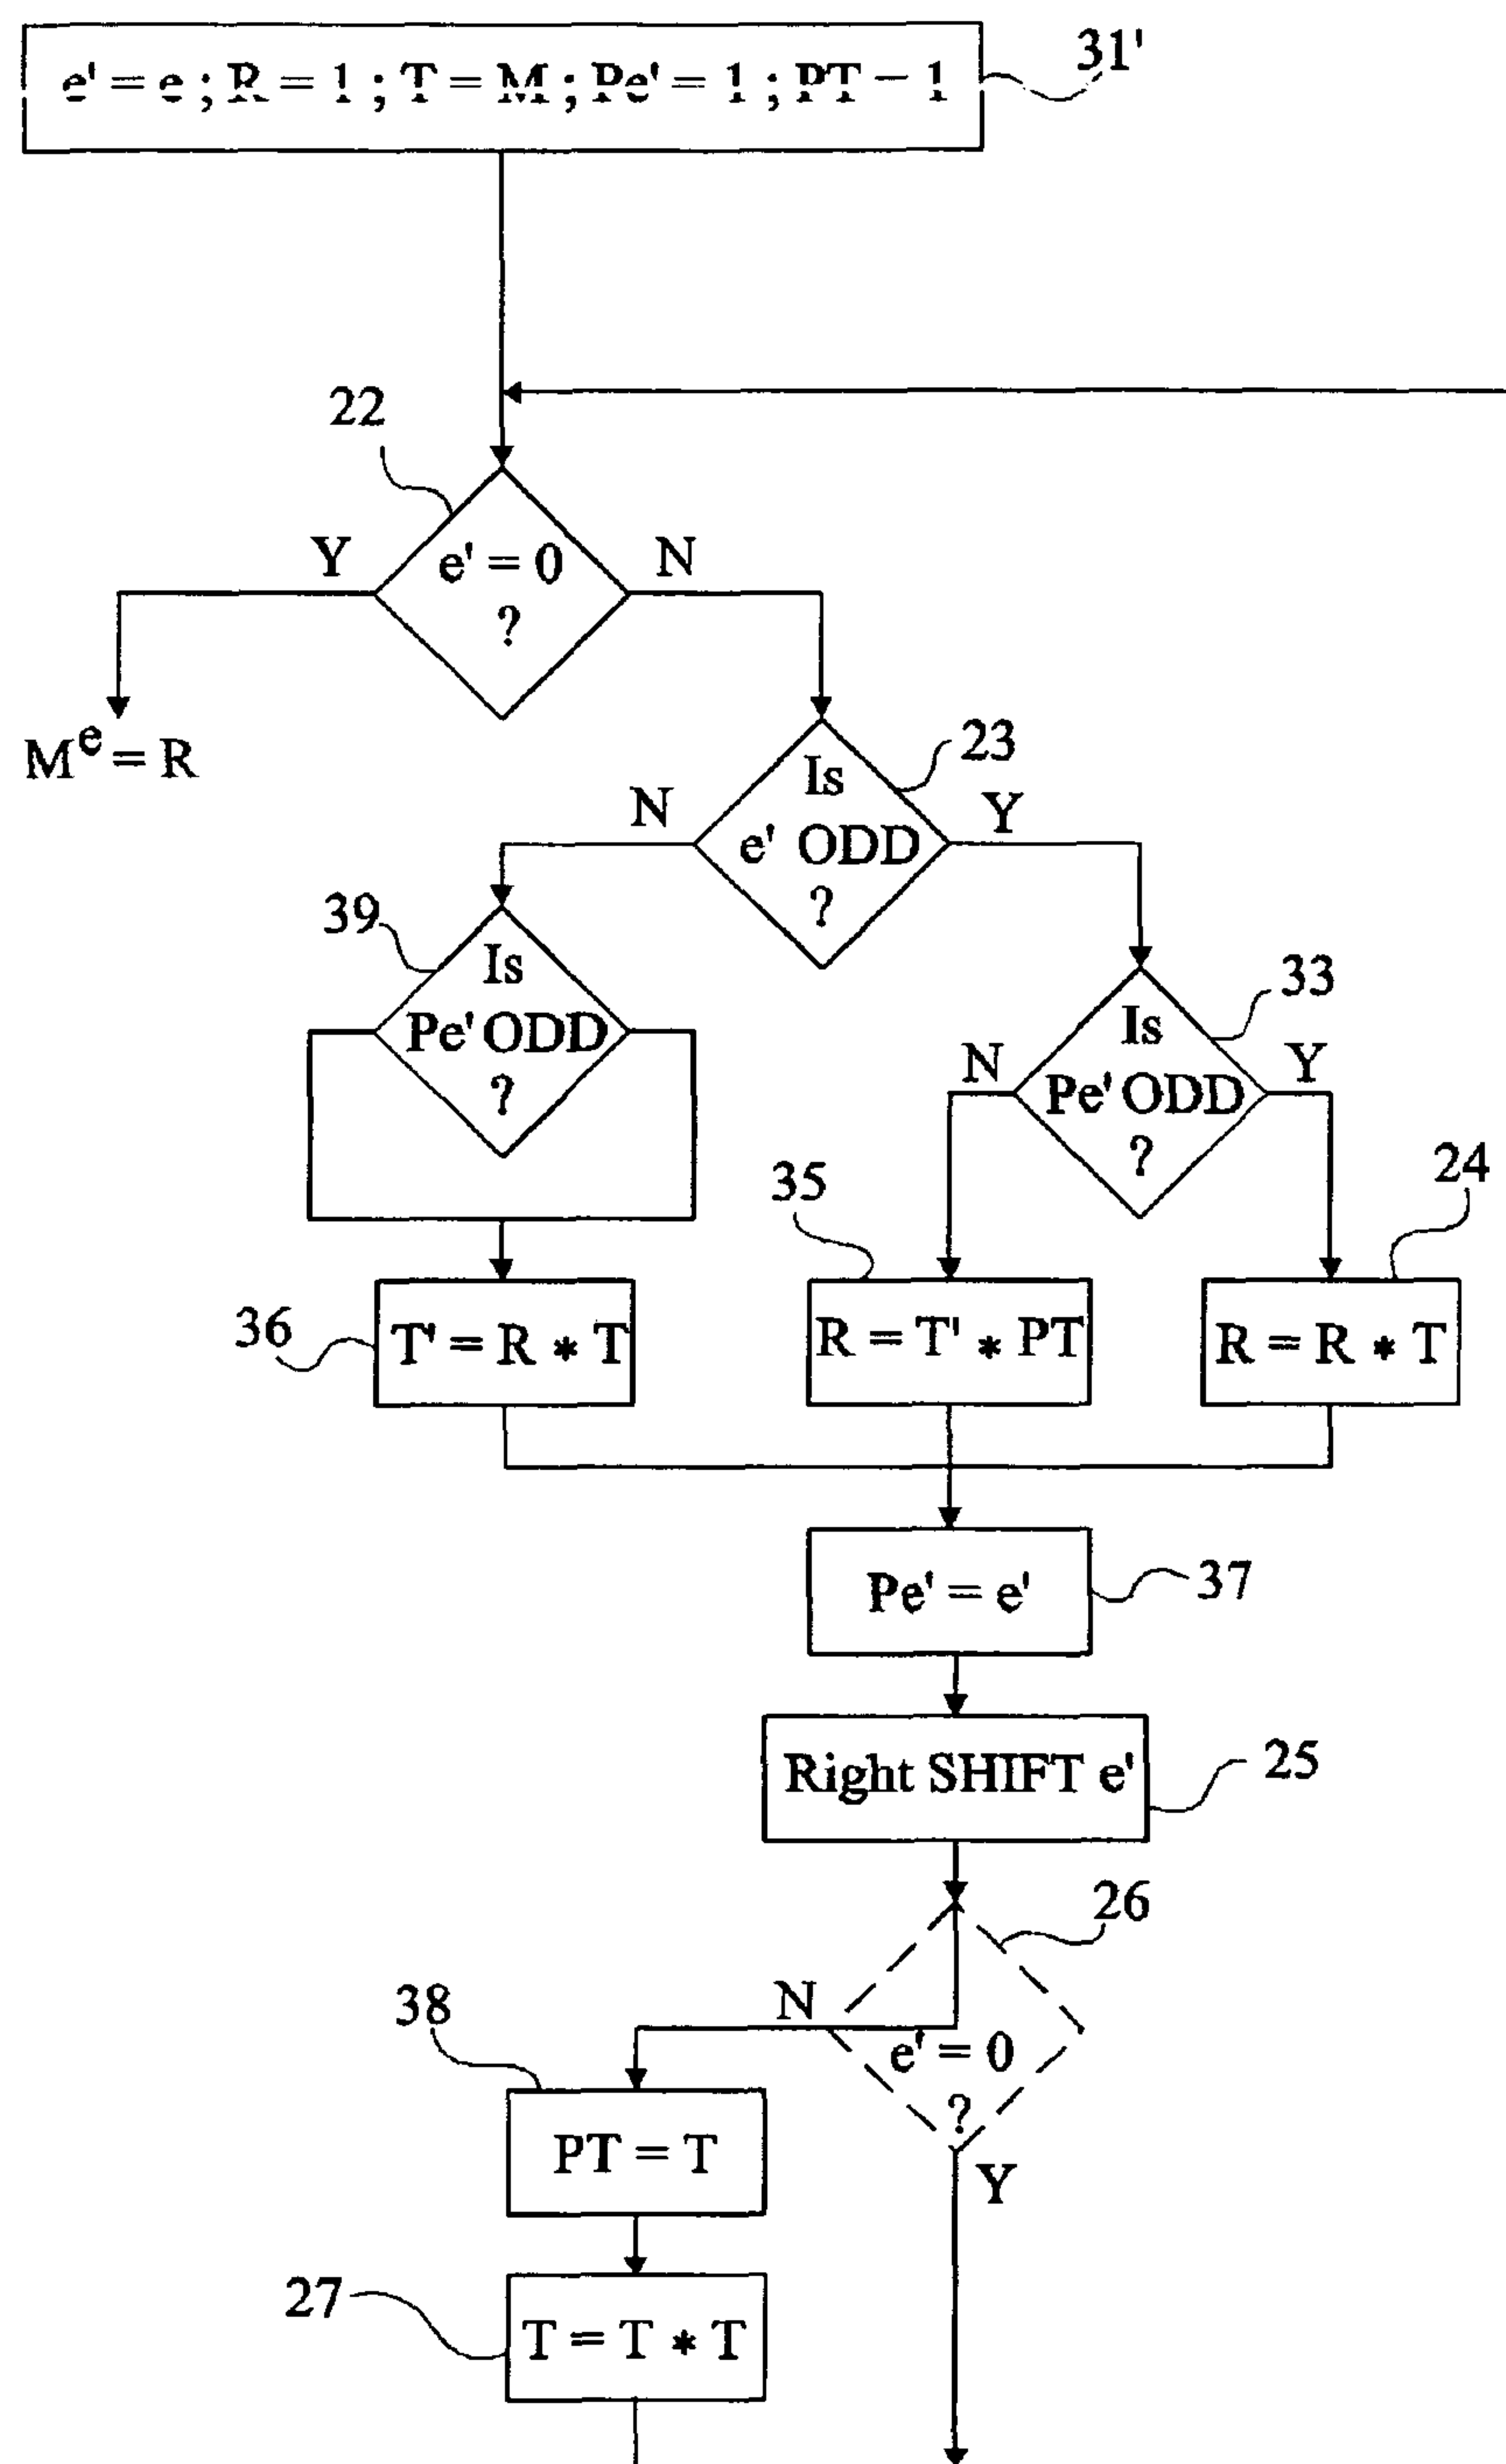 e' = e ; R = 1 ; T = M ; Pe' = 1 ; PT = 1
31'
22
Y
N
e' = 0
?
M^e = R
23
Is
e' ODD
?
N
Y
39
Is
Pe' ODD
?
33
Is
Pe' ODD
?
N
Y
35
24
36
T' = R * T
R = T' * PT
R = R * T
Pe' = e'
37
Right SHIFT e'
25
26
N
38
e' = 0
?
PT = T
Y
27
T = T * T